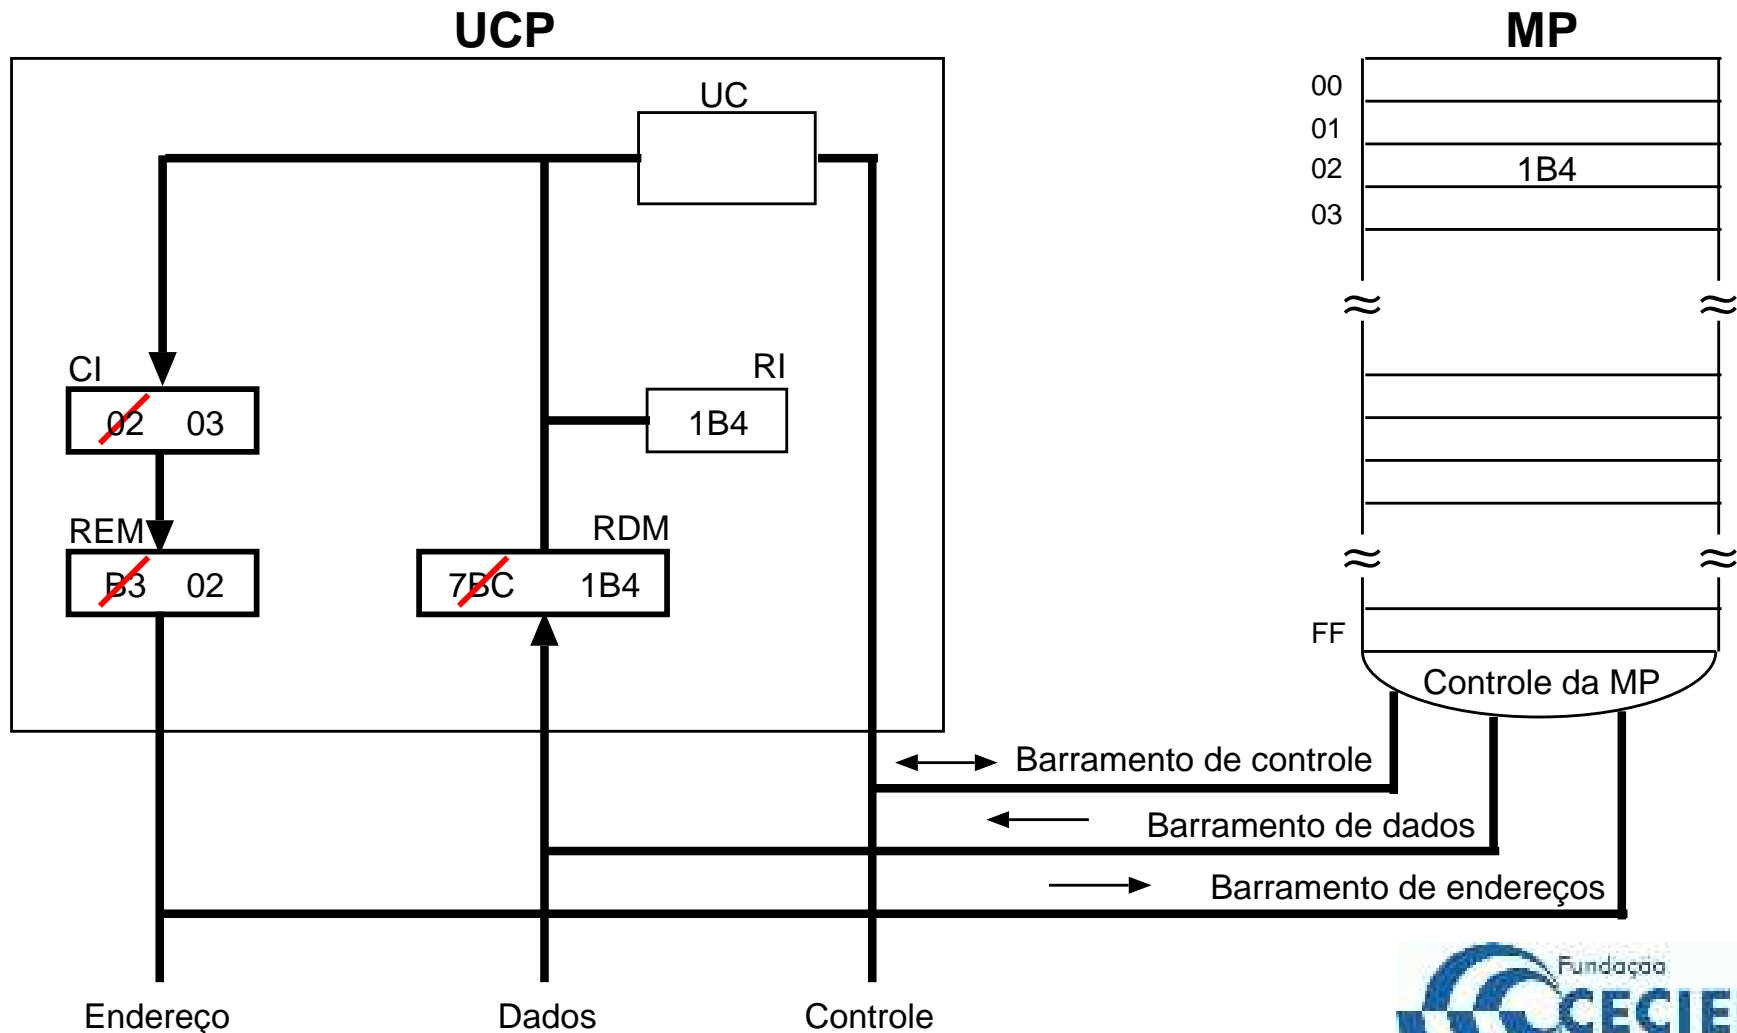 UCP
MP
UC
00
01
02
1B4
03
CI
02 03
RI
1B4
REM
B3 02
RDM
7BC 1B4
FF
Controle da MP
Barramento de controle
Barramento de dados
Barramento de endereços
Endereço
Dados
Controle
Fundação
CECIE